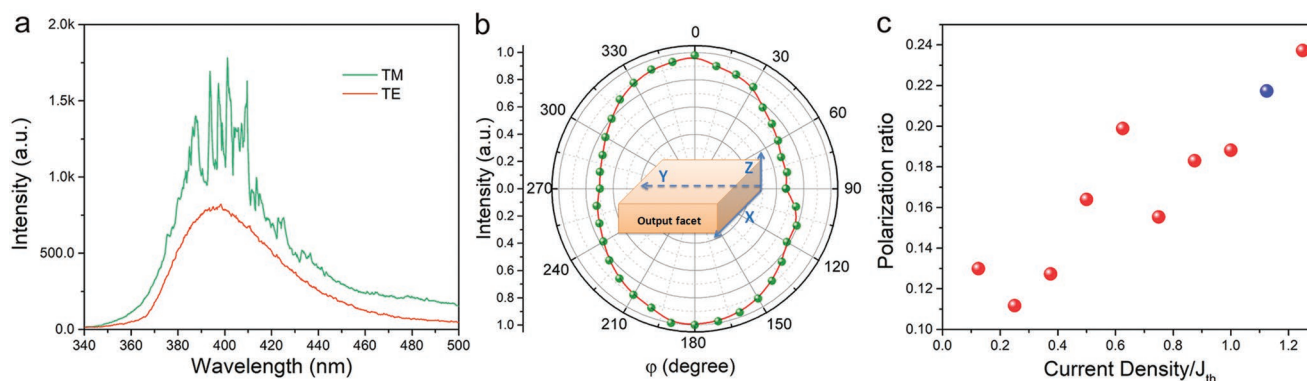 a
2.0k
1.5k
1.0k
500.0
0.0
Intensity (a.u.)
TM
TE
340 360 380 400 420 440 460 480 500
Wavelength (nm)
b
1.0
0.8
0.6
0.4
0.2
0.0
0.2
0.4
0.6
0.8
1.0
Intensity (a.u.)
0
30
60
90
120
150
180
210
240
270
300
330
Y
Z
X
Output facet
φ (degree)
c
0.24
0.22
0.20
0.18
0.16
0.14
0.12
0.10
Polarization ratio
0.0 0.2 0.4 0.6 0.8 1.0 1.2
Current Density/Jth